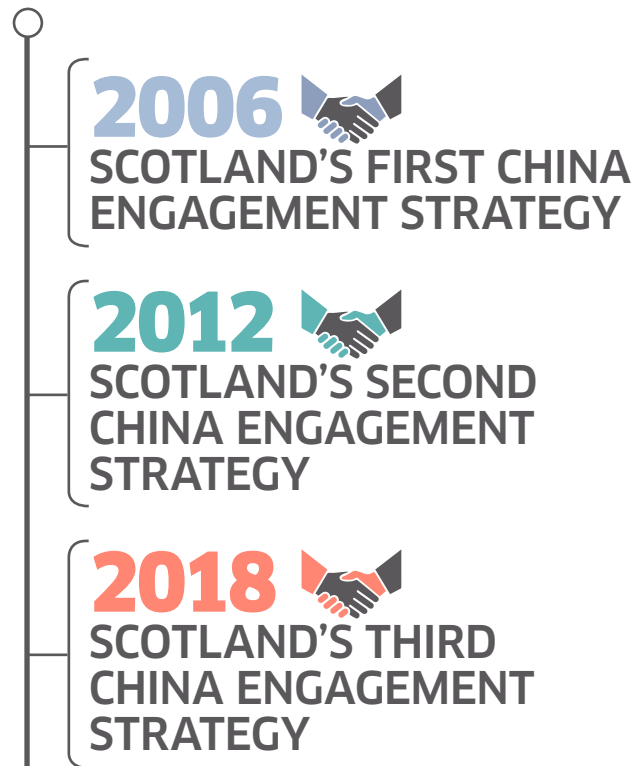 2006
SCOTLAND’S FIRST CHINA
ENGAGEMENT STRATEGY
2012
SCOTLAND’S SECOND
CHINA ENGAGEMENT
STRATEGY
2018
SCOTLAND’S THIRD
CHINA ENGAGEMENT
STRATEGY